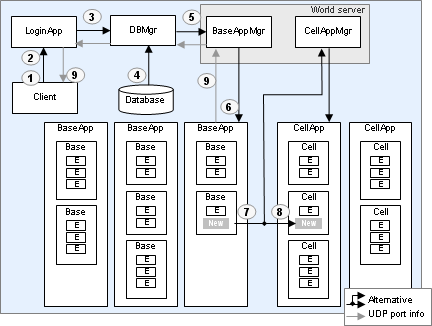 World server
LoginApp
3
DBMgr
5
BaseAppMgr
CellAppMgr
2
1
9
4
9
6
Client
Database
BaseApp
BaseApp
BaseApp
CellApp
CellApp
Base
E
E
E
Base
E
E
E
Base
E
E
Base
E
Base
E
E
E
Base
E
E
Base
E
New
7
8
Cell
E
E
Cell
E
New
Cell
E
E
E
Cell
E
E
E
Cell
E
E
Alternative
UDP port info